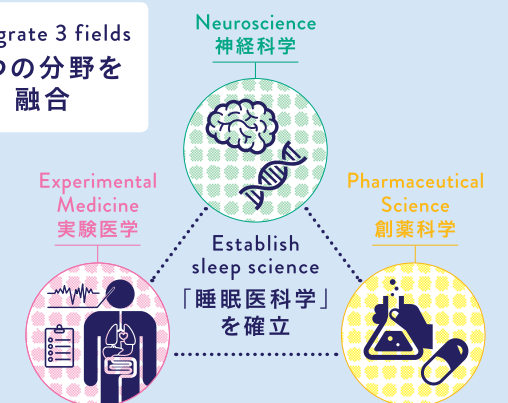 grate 3 fields
の分野を
融合
Neuroscience
神経科学
Experimental
Medicine
実験医学
Pharmaceutical
Science
創薬科学
Establish
sleep science
「睡眠医科学」
を確立